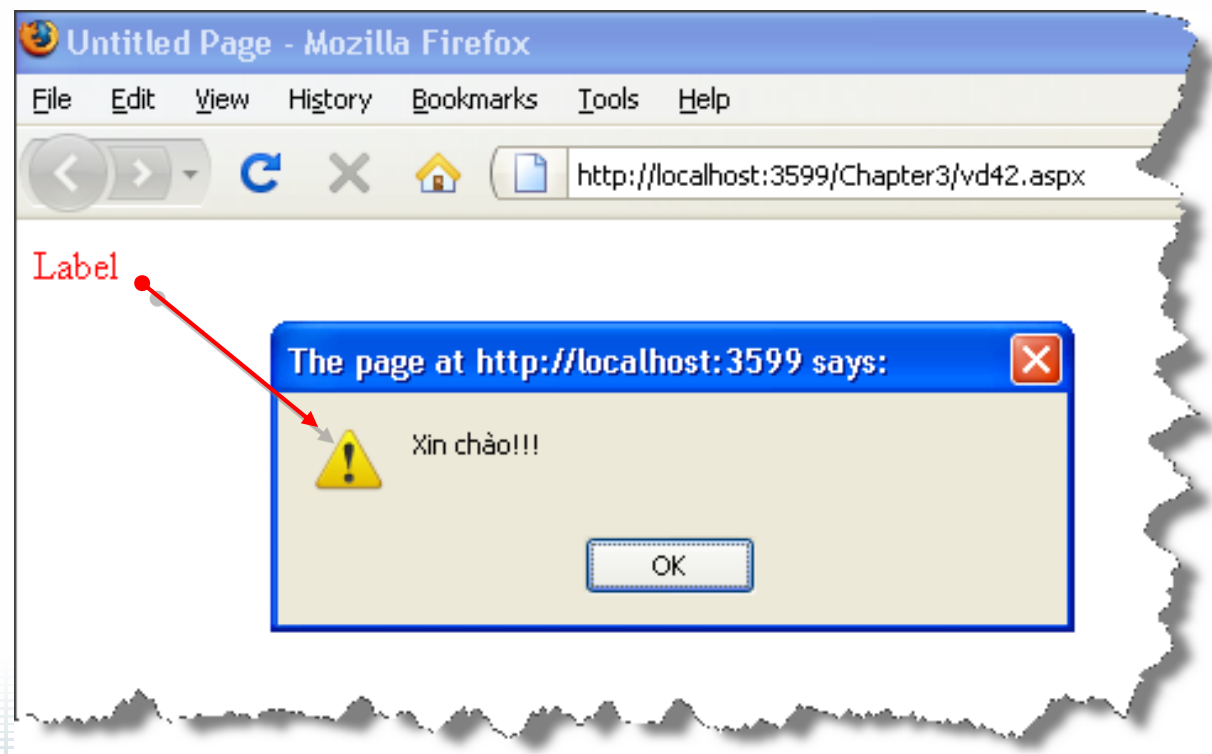 Untitled Page - Mozilla Firefox
File Edit View History Bookmarks Tools Help
http://localhost:3599/Chapter3/vd42.aspx
Label
The page at http://localhost:3599 says:
Xin chào!!!
OK